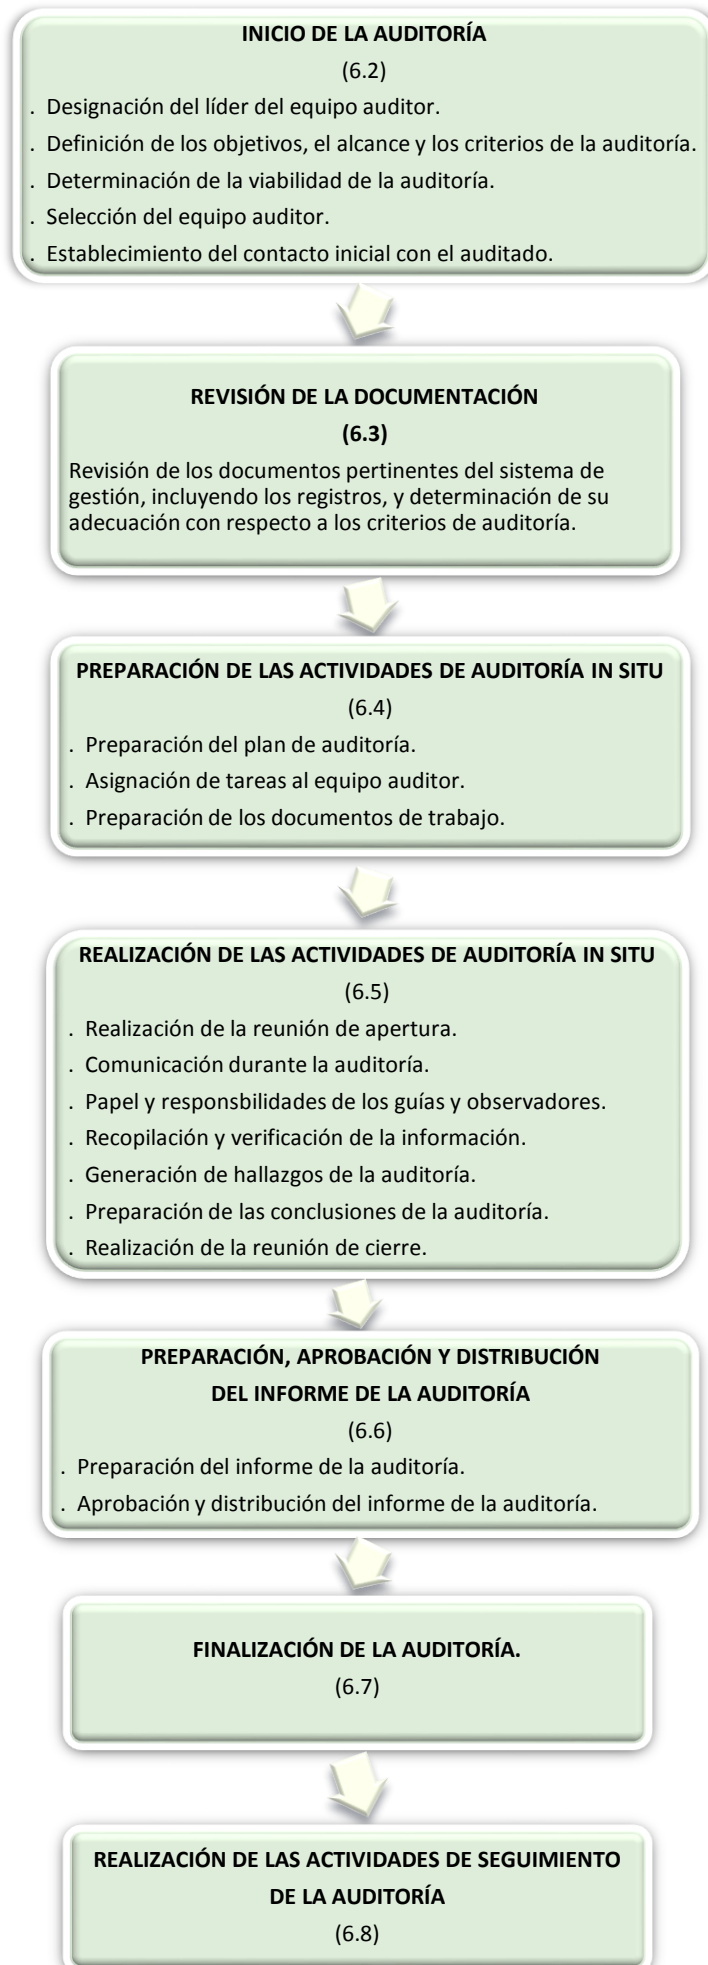 INICIO DE LA AUDITORÍA
(6.2)
. Designación del líder del equipo auditor.
. Definición de los objetivos, el alcance y los criterios de la auditoría.
. Determinación de la viabilidad de la auditoría.
. Selección del equipo auditor.
. Establecimiento del contacto inicial con el auditado.
REVISIÓN DE LA DOCUMENTACIÓN
(6.3)
Revisión de los documentos pertinentes del sistema de
gestión, incluyendo los registros, y determinación de su
adecuación con respecto a los criterios de auditoría.
PREPARACIÓN DE LAS ACTIVIDADES DE AUDITORÍA IN SITU
(6.4)
. Preparación del plan de auditoría.
. Asignación de tareas al equipo auditor.
. Preparación de los documentos de trabajo.
REALIZACIÓN DE LAS ACTIVIDADES DE AUDITORÍA IN SITU
(6.5)
. Realización de la reunión de apertura.
. Comunicación durante la auditoría.
. Papel y responsbilidades de los guías y observadores.
. Recopilación y verificación de la información.
. Generación de hallazgos de la auditoría.
. Preparación de las conclusiones de la auditoría.
. Realización de la reunión de cierre.
PREPARACIÓN, APROBACIÓN Y DISTRIBUCIÓN
DEL INFORME DE LA AUDITORÍA
(6.6)
. Preparación del informe de la auditoría.
. Aprobación y distribución del informe de la auditoría.
FINALIZACIÓN DE LA AUDITORÍA.
(6.7)
REALIZACIÓN DE LAS ACTIVIDADES DE SEGUIMIENTO
DE LA AUDITORÍA
(6.8)